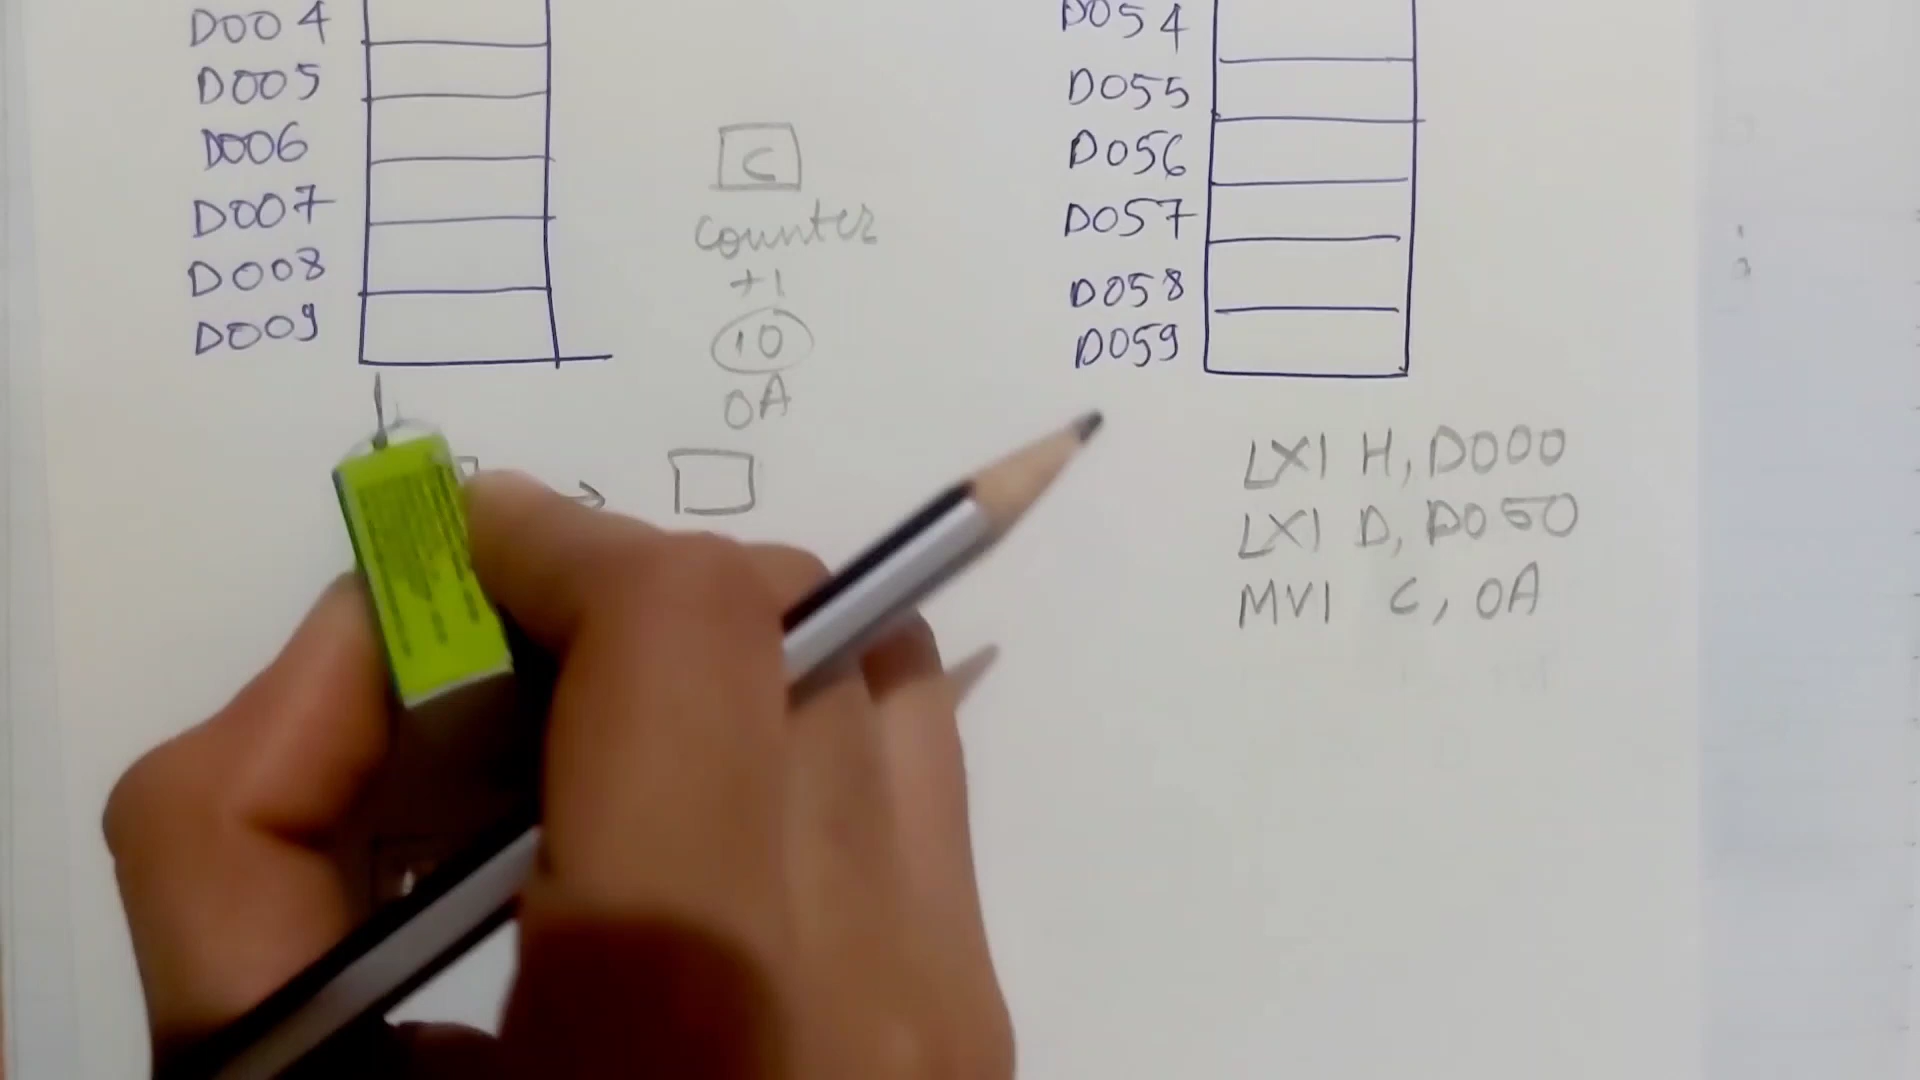 D004
D005
D006
D007
D008
D009
C
counter
+1
10
0A
D054
D055
D056
D057
D058
D059
LXI H, D000
LXI D, D050
MVI C, 0A